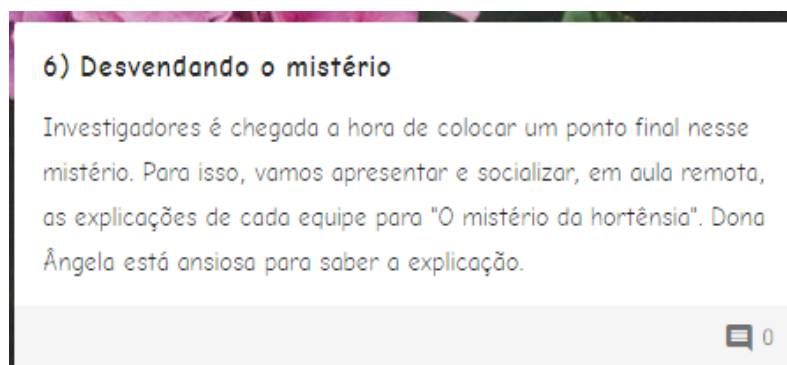 6) Desvendando o mistério
Investigadores é chegada a hora de colocar um ponto final nesse
mistério. Para isso, vamos apresentar e socializar, em aula remota,
as explicações de cada equipe para "O mistério da hortênsia". Dona
Ângela está ansiosa para saber a explicação.
0